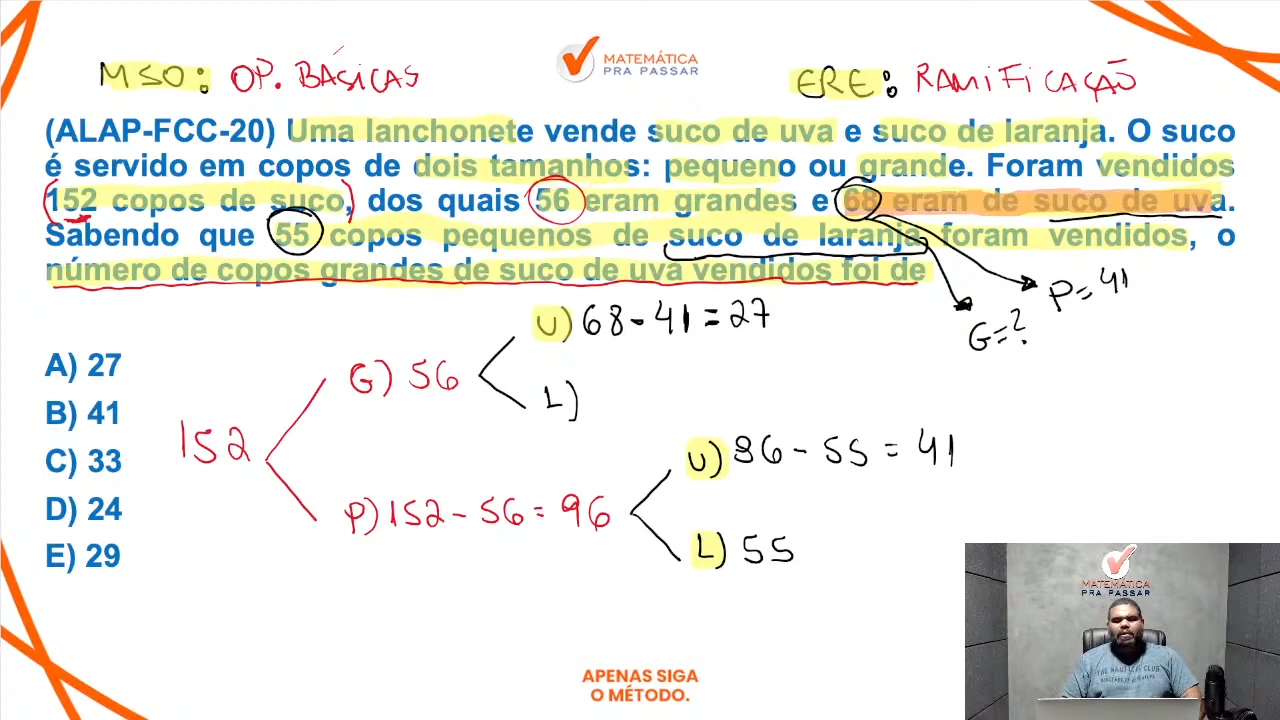 MSO: OP. BÁSICAS
MATEMÁTICA
PRA PASSAR
ERE: RAMIFICAÇÃO
(ALAP-FCC-20) Uma lanchonete vende suco de uva e suco de laranja. O suco
é servido em copos de dois tamanhos: pequeno ou grande. Foram vendidos
152 copos de suco, dos quais 56 eram grandes e 68 eram de suco de uva.
Sabendo que 55 copos pequenos de suco de laranja foram vendidos, o
número de copos grandes de suco de uva vendidos foi de
P=41
G=?
U) 68-41=27
A) 27
G) 56
L)
B) 41
152
U) 96-55=41
C) 33
D) 24
P) 152-56=96
L) 55
E) 29
MATEMÁTICA
PRA PASSAR
THE NAUTICAL CLUB
APENAS SIGA
O MÉTODO.